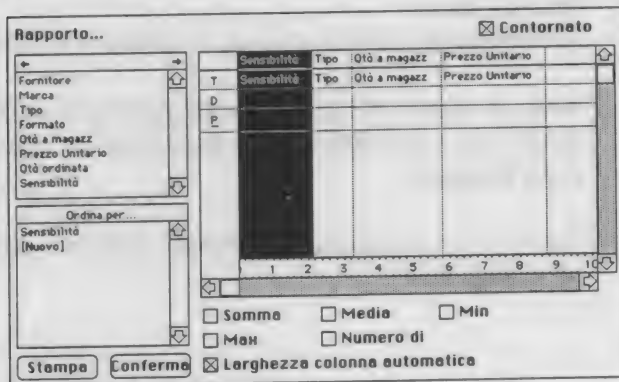 Rapporto...
Contornato
Fornitore
Marca
Tipo
Formato
Qtà a magazz
Prezzo Unitario
Qtà ordinata
Sensibilità
Ordina per...
Sensibilità
[Nuovo]
Stampa
Conferma
Sensibilità Tipo Qtà a magazz Prezzo Unitario
T Sensibilità Tipo Qtà a magazz Prezzo Unitario
D
P
1 2 3 4 5 6 7 8 9 10
Somma Media Min
Max Numero di
Larghezza colonna automatica